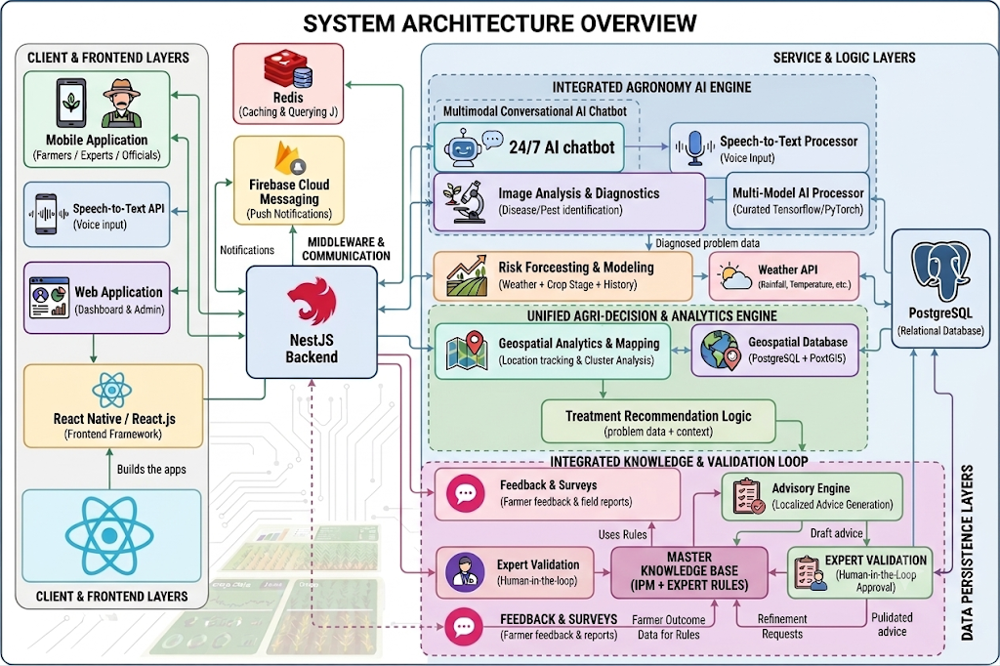 SYSTEM ARCHITECTURE OVERVIEW
CLIENT & FRONTEND LAYERS
Mobile Application
(Farmers / Experts / Officials)
Speech-to-Text API
(Voice input)
Web Application
(Dashboard & Admin)
React Native / React.js
(Frontend Framework)
Builds the apps
CLIENT & FRONTEND LAYERS
Redis
(Caching & Querying J)
Firebase Cloud
Messaging
(Push Notifications)
Notifications
MIDDLEWARE &
COMMUNICATION
NestJS
Backend
SERVICE & LOGIC LAYERS
INTEGRATED AGRONOMY AI ENGINE
Multimodal Conversational AI Chatbot
24/7 AI chatbot
Speech-to-Text Processor
(Voice Input)
Image Analysis & Diagnostics
(Disease/Pest identification)
Multi-Model AI Processor
(Curated Tensorflow/PyTorch)
Diagnosed problem data
Risk Forccesting & Modeling
(Weather + Crop Stage + History)
Weather API
(Rainfall, Temperature, etc.)
PostgreSQL
(Relational Database)
UNIFIED AGRI-DECISION & ANALYTICS ENGINE
Geospatial Analytics & Mapping
(Location tracking & Cluster Analysis)
Geospatial Database
(PostgreSQL + PoxtGI5)
Treatment Recommendation Logic
(problem data + context)
INTEGRATED KNOWLEDGE & VALIDATION LOOP
Feedback & Surveys
(Farmer feedback & field reports)
Advisory Engine
(Localized Advice Generation)
Uses Rules
Draft advice
Expert Validation
(Human-in-the-loop)
MASTER
KNOWLEDGE BASE
(IPM + EXPERT RULES)
EXPERT VALIDATION
(Human-in-the-Loop
Approval)
FEEDBACK & SURVEYS
(Farmer feedback & reports)
Farmer Outcome
Data for Rules
Refinement
Requests
Pulidated
advice
DATA PERSISTENCE LAYERS